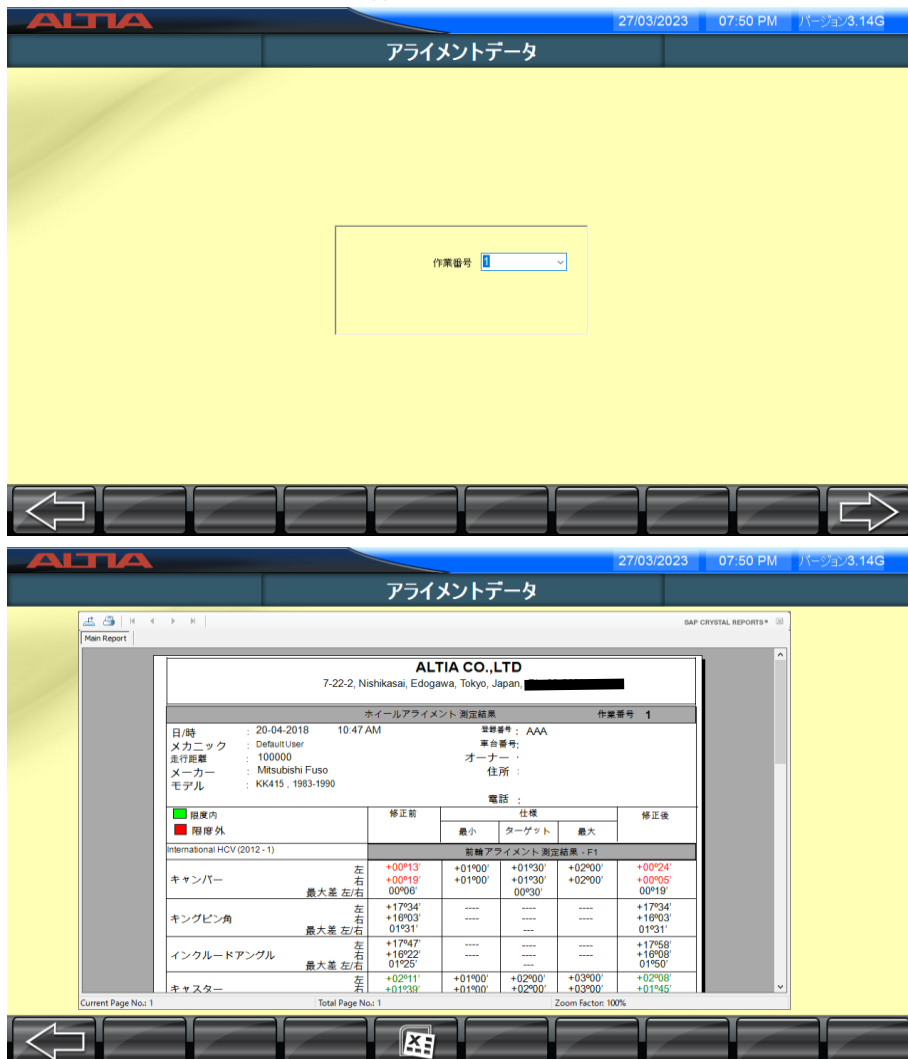 ALTIA
27/03/2023 07:50 PM バージョン3.14G
アライメントデータ
作業番号 1
ALTIA
27/03/2023 07:50 PM バージョン3.14G
アライメントデータ
SAP CRYSTAL REPORTS®
Main Report
ALTIA CO.,LTD
7-22-2, Nishikasai, Edogawa, Tokyo, Japan,
ホイールアライメント 測定結果 作業番号 1
日/時 : 20-04-2018 10:47 AM 登録番号 : AAA
メカニック : Default User 車台番号:
走行距離 : 100000 オーナー :
メーカー : Mitsubishi Fuso 住所 :
モデル : KK415 , 1983-1990
電話 :
限度内 修正前 仕様 修正後
限度外 最小 ターゲット 最大
International HCV (2012 - 1) 前輪アライメント 測定結果 - F1
左 +00º13' +01º00' +01º30' +02º00' +00º24'
キャンバー 右 +00º19' +01º00' +01º30' +02º00' +00º05'
最大差 左/右 00º06' 00º30' 00º19'
左 +17º34' ---- ---- ---- +17º34'
キングピン角 右 +16º03' ---- ---- ---- +16º03'
最大差 左/右 01º31' --- 01º31'
左 +17º47' ---- ---- ---- +17º58'
インクルードアングル 右 +16º22' ---- ---- ---- +16º08'
最大差 左/右 01º25' --- 01º50'
左 +02º11' +01º00' +02º00' +03º00' +02º08'
キャスター 右 +01º39' +01º00' +02º00' +03º00' +01º45'
Current Page No.: 1 Total Page No.: 1 Zoom Factor: 100%